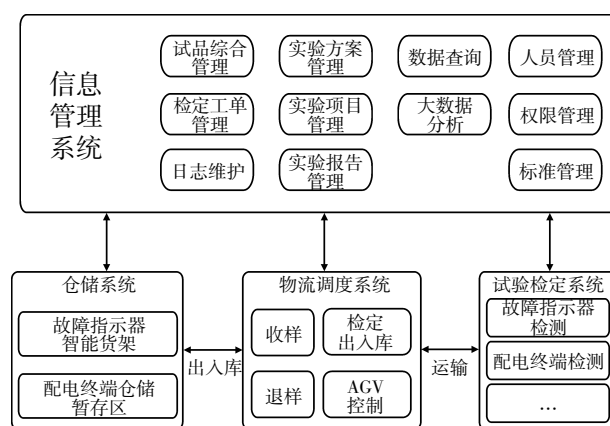 信息
管理
系统
试品综合
管理
实验方案
管理
数据查询
人员管理
检定工单
管理
实验项目
管理
大数据
分析
权限管理
日志维护
实验报告
管理
标准管理
仓储系统
故障指示器
智能货架
配电终端仓储
暂存区
出入库
物流调度系统
收样
检定
出入库
退样
AGV
控制
运输
试验检定系统
故障指示器
检测
配电终端检测
…